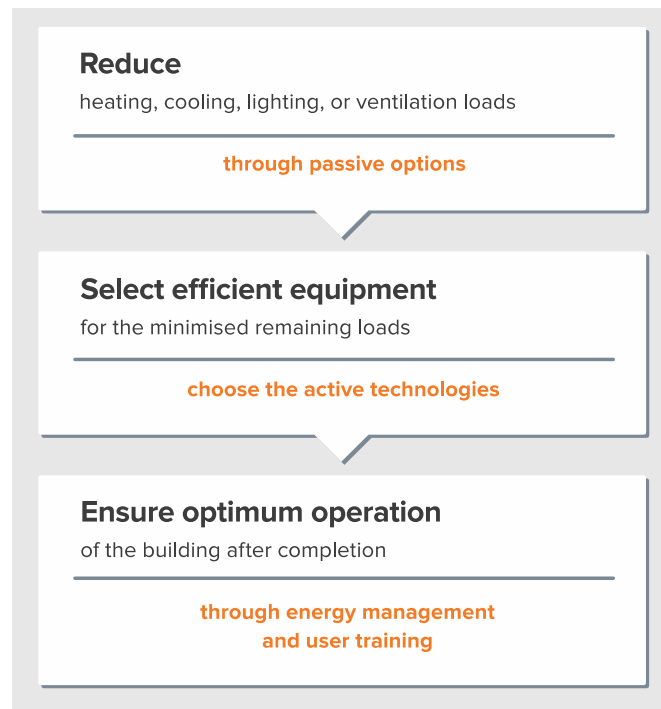 Reduce
heating, cooling, lighting, or ventilation loads
through passive options
Select efficient equipment
for the minimised remaining loads
choose the active technologies
Ensure optimum operation
of the building after completion
through energy management
and user training